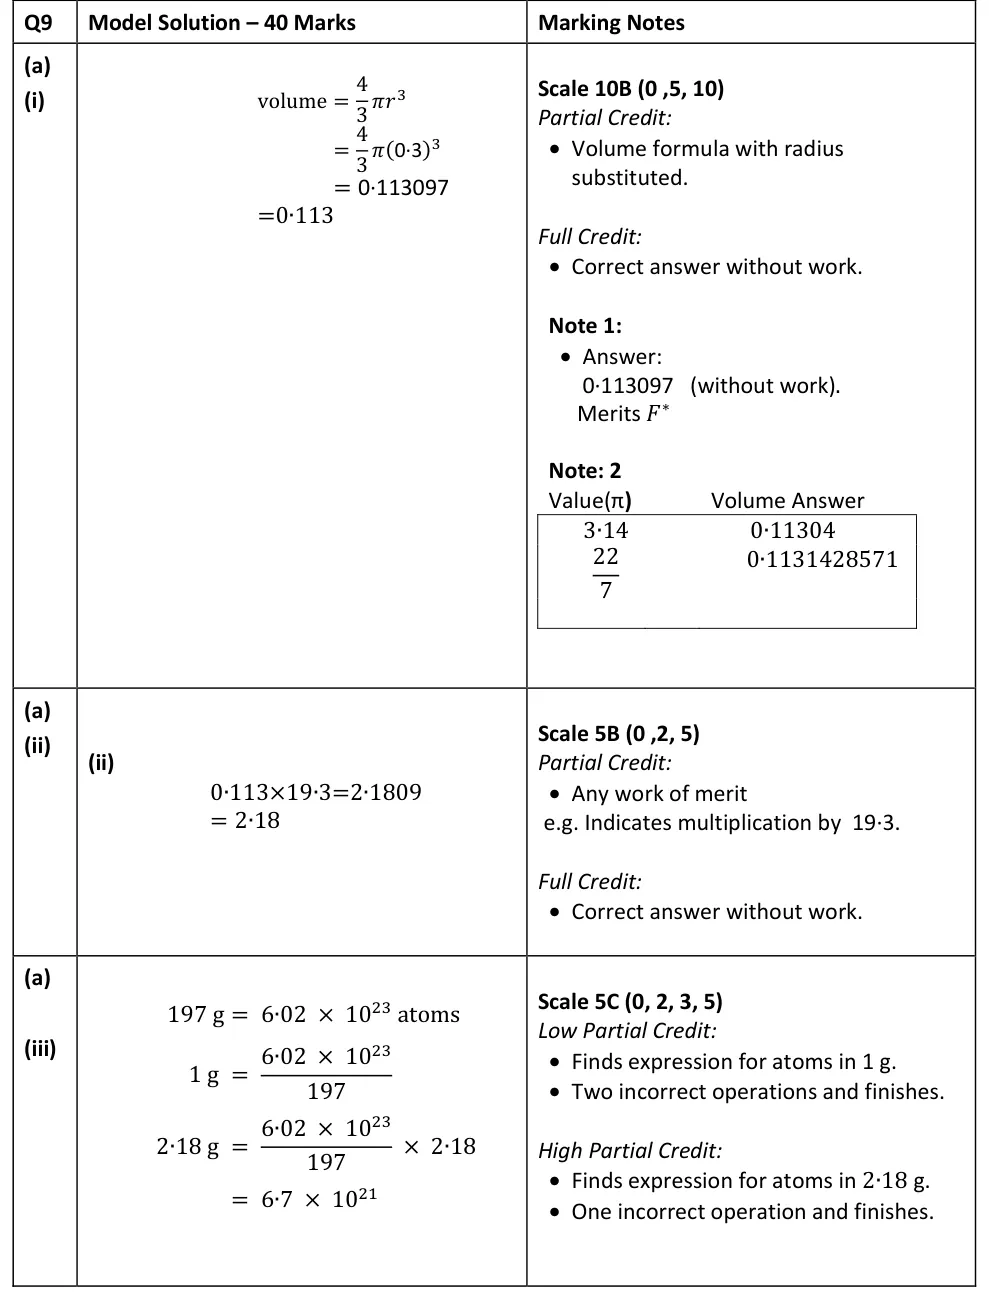 Q9 Model Solution – 40 Marks Marking Notes
(a)
(i)
volume = 4/3 πr³
= 4/3 π(0·3)³
= 0·113097
=0·113
Scale 10B (0 ,5, 10)
Partial Credit:
• Volume formula with radius
substituted.
Full Credit:
• Correct answer without work.
Note 1:
• Answer:
0·113097 (without work).
Merits F*
Note: 2
Value(π) Volume Answer
3·14 0·11304
22/7 0·1131428571
(a)
(ii)
(ii)
0·113×19·3=2·1809
= 2·18
Scale 5B (0 ,2, 5)
Partial Credit:
• Any work of merit
e.g. Indicates multiplication by 19·3.
Full Credit:
• Correct answer without work.
(a)
(iii)
197 g = 6·02 × 10²³ atoms
1 g = 6·02 × 10²³ / 197
2·18 g = 6·02 × 10²³ / 197 × 2·18
= 6·7 × 10²¹
Scale 5C (0, 2, 3, 5)
Low Partial Credit:
• Finds expression for atoms in 1 g.
• Two incorrect operations and finishes.
High Partial Credit:
• Finds expression for atoms in 2·18 g.
• One incorrect operation and finishes.